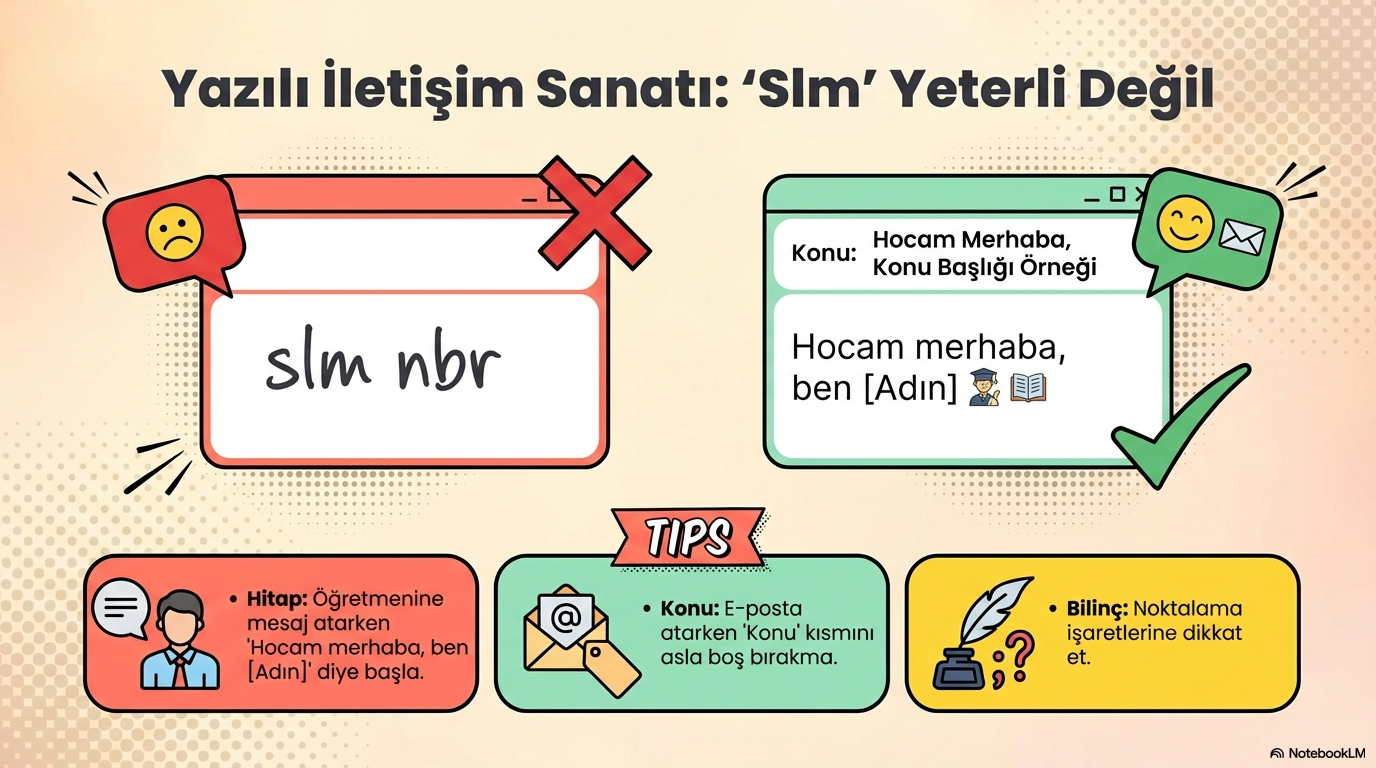 Yazılı İletişim Sanatı: ‘Slm’ Yeterli Değil
slm nbr
Konu: Hocam Merhaba,
Konu Başlığı Örneği
Hocam merhaba,
ben [Adın]
TIPS
• Hitap: Öğretmenine
mesaj atarken
'Hocam merhaba, ben
[Adın]' diye başla.
@
• Konu: E-posta
atarken 'Konu' kısmını
asla boş bırakma.
;?
• Bilinç: Noktalama
işaretlerine dikkat
et.
NotebookLM